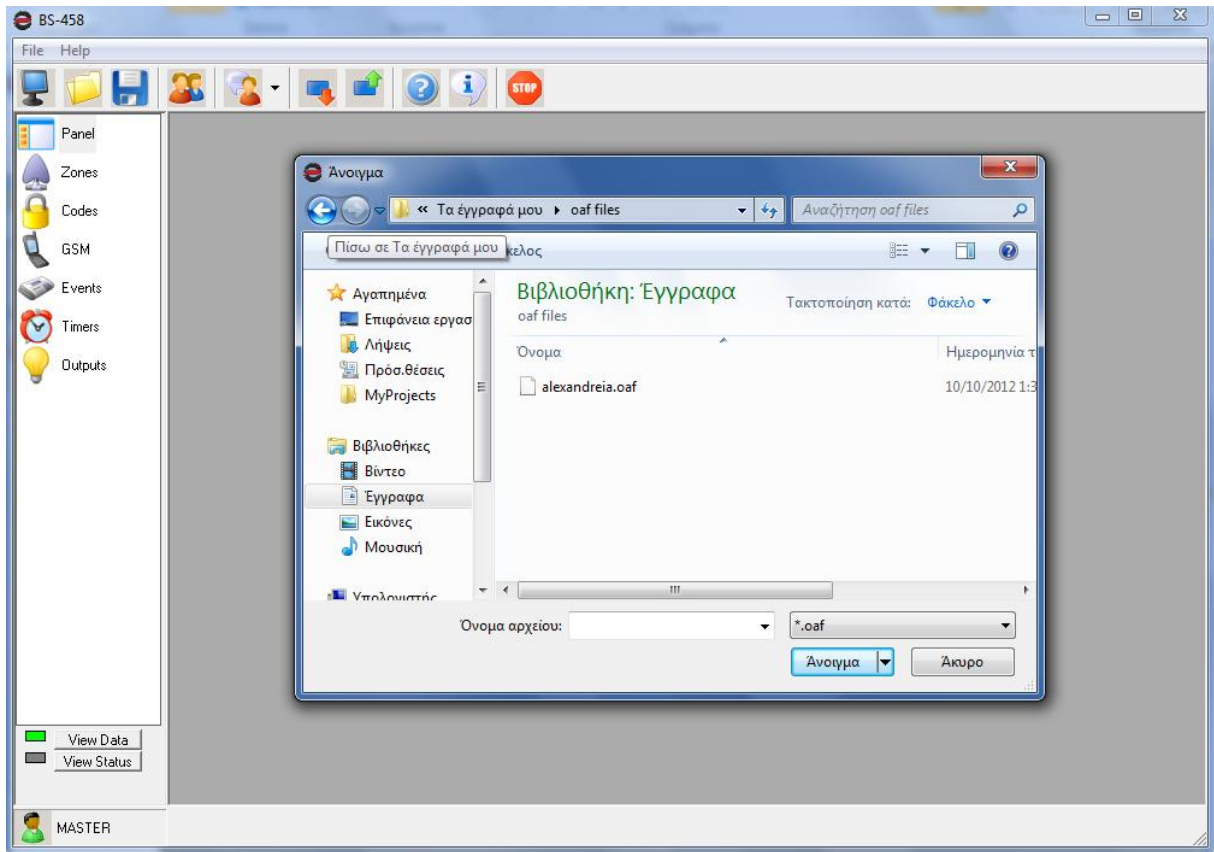 BS-458
File Help
STOP
Panel
Zones
Codes
GSM
Events
Timers
Outputs
View Data
View Status
MASTER
Άνοιγμα
« Τα έγγραφά μου oaf files
Αναζήτηση oaf files
Πίσω σε Τα έγγραφά μου κελος
Αγαπημένα
Επιφάνεια εργασ
Λήψεις
Πρόσ.θέσεις
MyProjects
Βιβλιοθήκες
Βίντεο
Έγγραφα
Εικόνες
Μουσική
Υπολογιστής
Βιβλιοθήκη: Έγγραφα
oaf files
Τακτοποίηση κατά: Φάκελο
Όνομα Ημερομηνία τ
alexandreia.oaf 10/10/2012 1:3
Όνομα αρχείου: *.oaf
Άνοιγμα Άκυρο